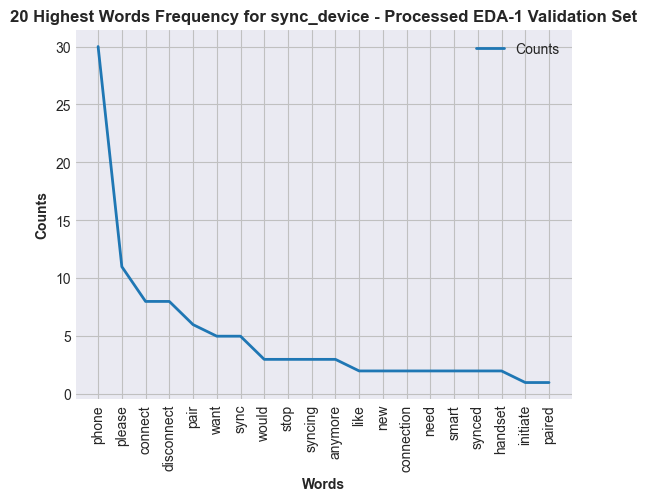 20 Highest Words Frequency for sync_device - Processed EDA-1 Validation Set
Counts
30
25
20
15
10
5
0
Counts
phone
please
connect
disconnect
pair
want
sync
would
stop
syncing
anymore
like
new
connection
need
smart
synced
handset
initiate
paired
Words